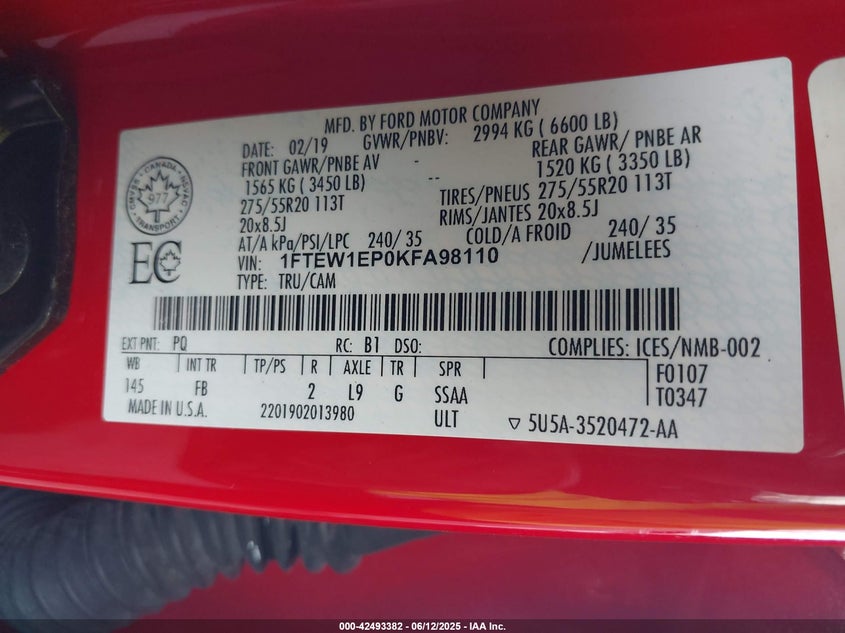 MFD. BY FORD MOTOR COMPANY
DATE: 02/19 GVWR/PNBV: 2994 KG ( 6600 LB)
FRONT GAWR/PNBE AV - REAR GAWR/ PNBE AR
1565 KG ( 3450 LB) - 1520 KG ( 3350 LB)
275/55R20 113T TIRES/PNEUS 275/55R20 113T
20x8.5J RIMS/JANTES 20x8.5J
AT/A kPa/PSI/LPC 240/ 35 COLD/A FROID 240/ 35
VIN: 1FTEW1EP0KFA98110 /JUMELEES
TYPE: TRU/CAM
CANADA
977
TRANSPORT
EC
EXT PNT: PQ RC: B1 DSO: COMPLIES: ICES/NMB-002
WB INT TR TP/PS R AXLE TR SPR F0107
145 FB 2 L9 G SSAA T0347
MADE IN U.S.A. 2201902013980 ULT ▽ 5U5A-3520472-AA
000-42493382 - 06/12/2025 - IAA Inc.